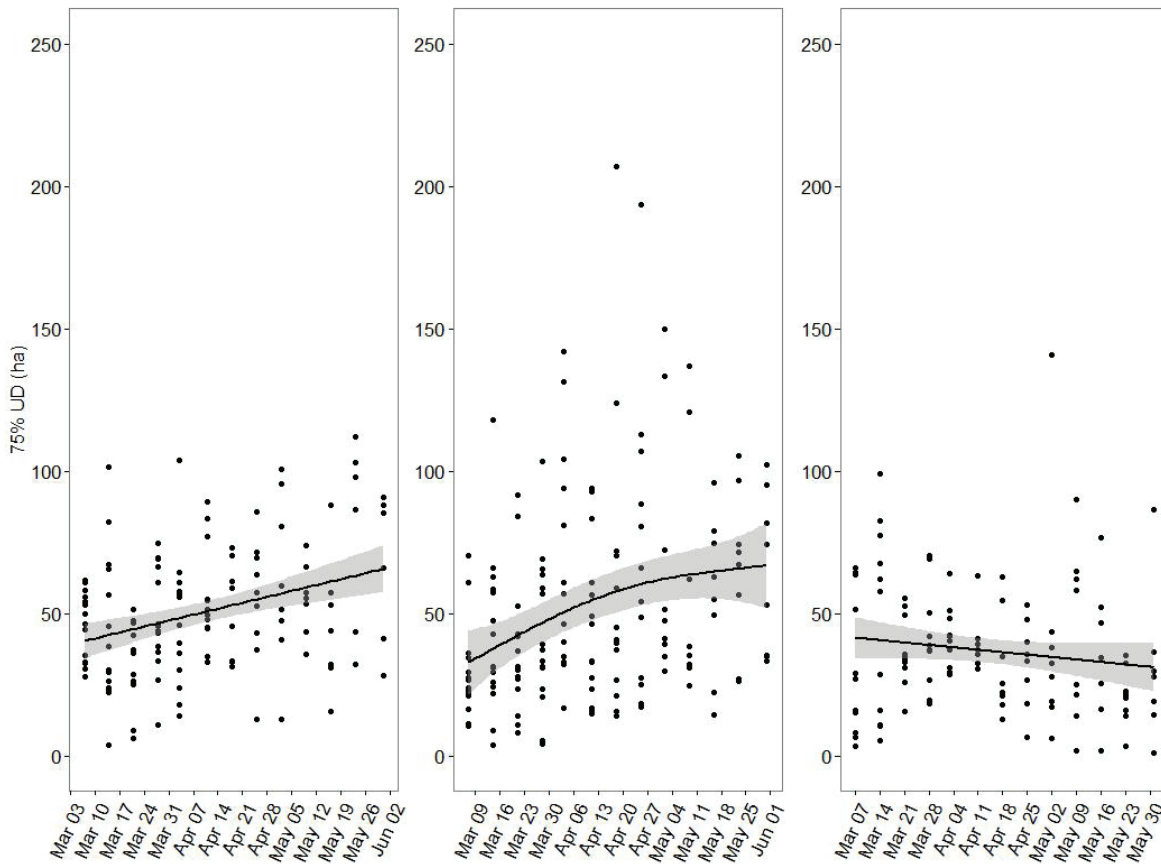 75% UD (ha)
250
200
150
100
50
0
Mar 03
Mar 10
Mar 17
Mar 24
Mar 31
Apr 07
Apr 14
Apr 21
Apr 28
May 05
May 12
May 19
May 26
Jun 02
250
200
150
100
50
0
Mar 09
Mar 16
Mar 23
Mar 30
Apr 06
Apr 13
Apr 20
Apr 27
May 04
May 11
May 18
May 25
Jun 01
250
200
150
100
50
0
Mar 07
Mar 14
Mar 21
Mar 28
Apr 04
Apr 11
Apr 18
Apr 25
May 02
May 09
May 16
May 23
May 30